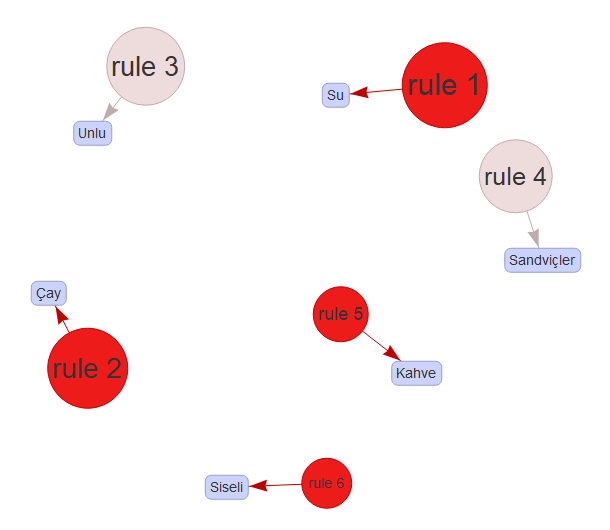 rule 3
rule 1
Su
Unlu
rule 4
Sandviçler
Çay
rule 5
rule 2
Kahve
Siseli
rule 6